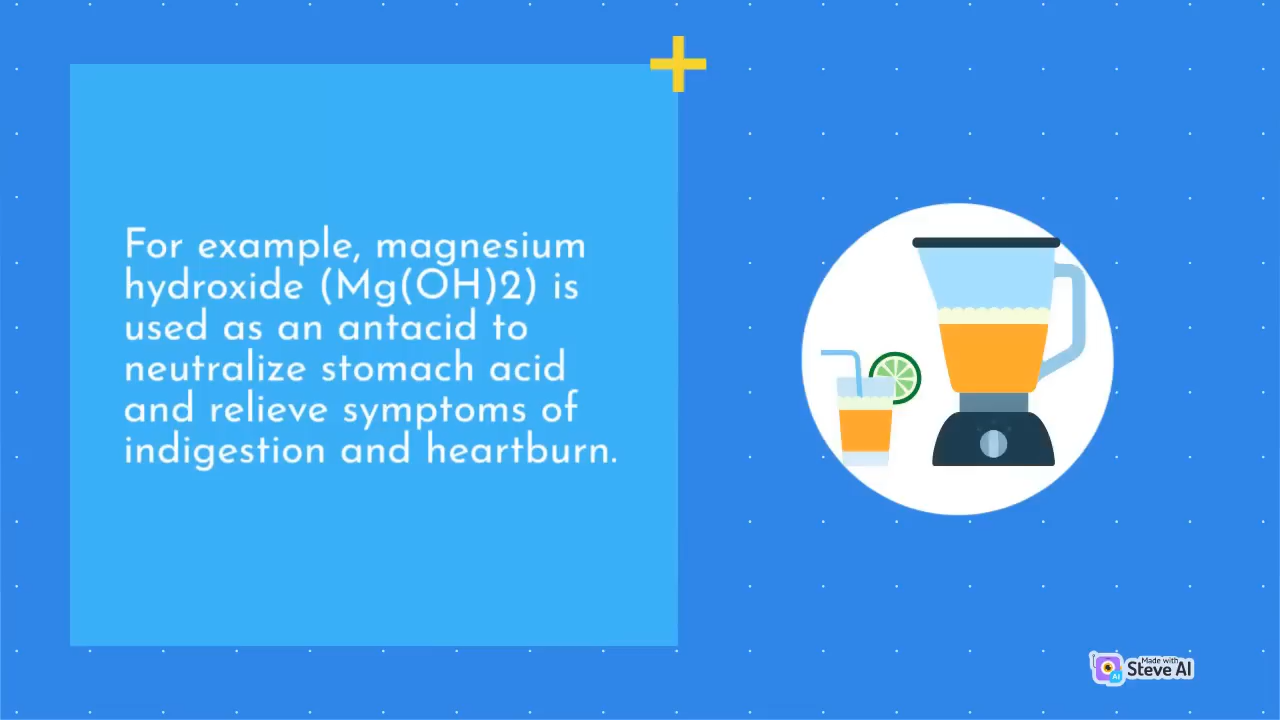 For example, magnesium
hydroxide (Mg(OH)2) is
used as an antacid to
neutralize stomach acid
and relieve symptoms of
indigestion and heartburn.
Made with
Steve AI
AI